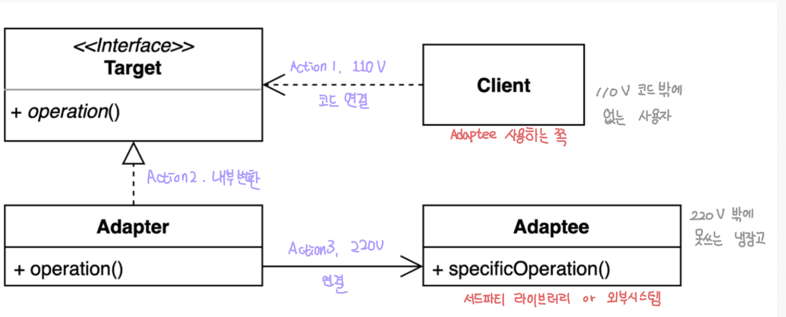 <<Interface>>
Target
+ operation()
Action1. 110V
코드 연결
Client
Adaptee 사용하는 쪽
110V 코드 밖에
없는 사용자
Action2. 내부변환
Adapter
+ operation()
Action3. 220V
연결
Adaptee
+ specificOperation()
서드파티 라이브러리 or 외부시스템
220V 밖에
못쓰는 냉장고